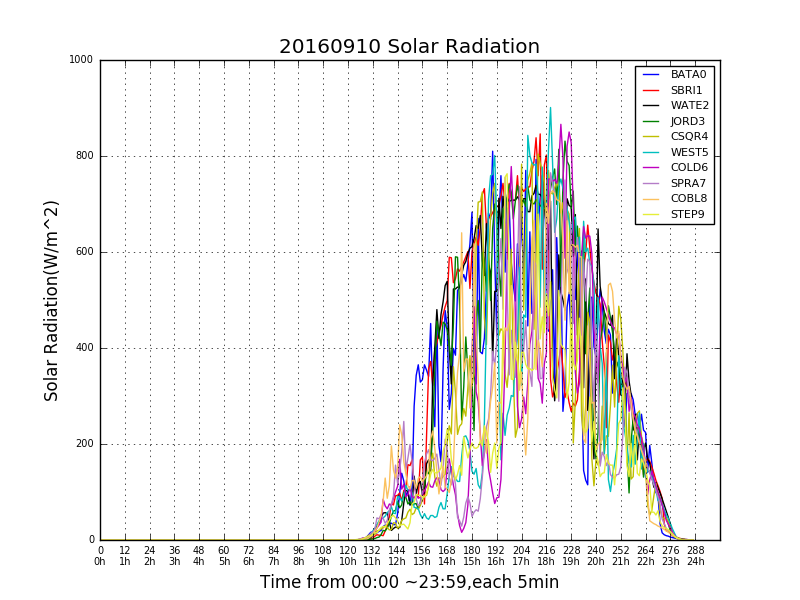 20160910 Solar Radiation
1000
800
600
400
200
0
Solar Radiation(W/m^2)
BATA0
SBRI1
WATE2
JORD3
CSQR4
WEST5
COLD6
SPRA7
COBL8
STEP9
0 12 24 36 48 60 72 84 96 108 120 132 144 156 168 180 192 204 216 228 240 252 264 276 288
0h 1h 2h 3h 4h 5h 6h 7h 8h 9h 10h 11h 12h 13h 14h 15h 16h 17h 18h 19h 20h 21h 22h 23h 24h
Time from 00:00 ~23:59,each 5min